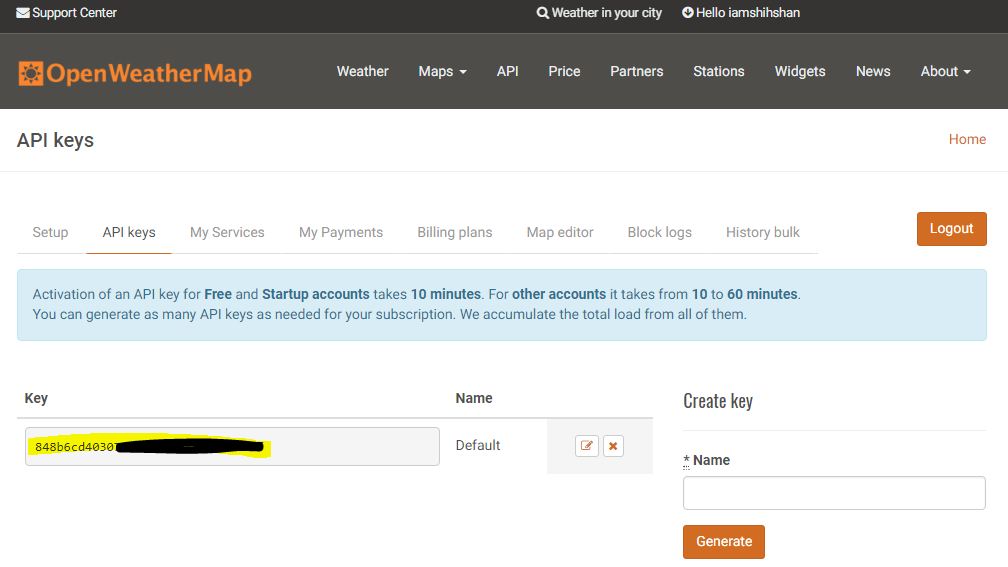 Support Center
Weather in your city
Hello iamshihshan
OpenWeatherMap
Weather Maps API Price Partners Stations Widgets News About
API keys
Home
Setup API keys My Services My Payments Billing plans Map editor Block logs History bulk
Logout
Activation of an API key for Free and Startup accounts takes 10 minutes. For other accounts it takes from 10 to 60 minutes.
You can generate as many API keys as needed for your subscription. We accumulate the total load from all of them.
Key Name
848b6cd4030
Default
Create key
* Name
Generate